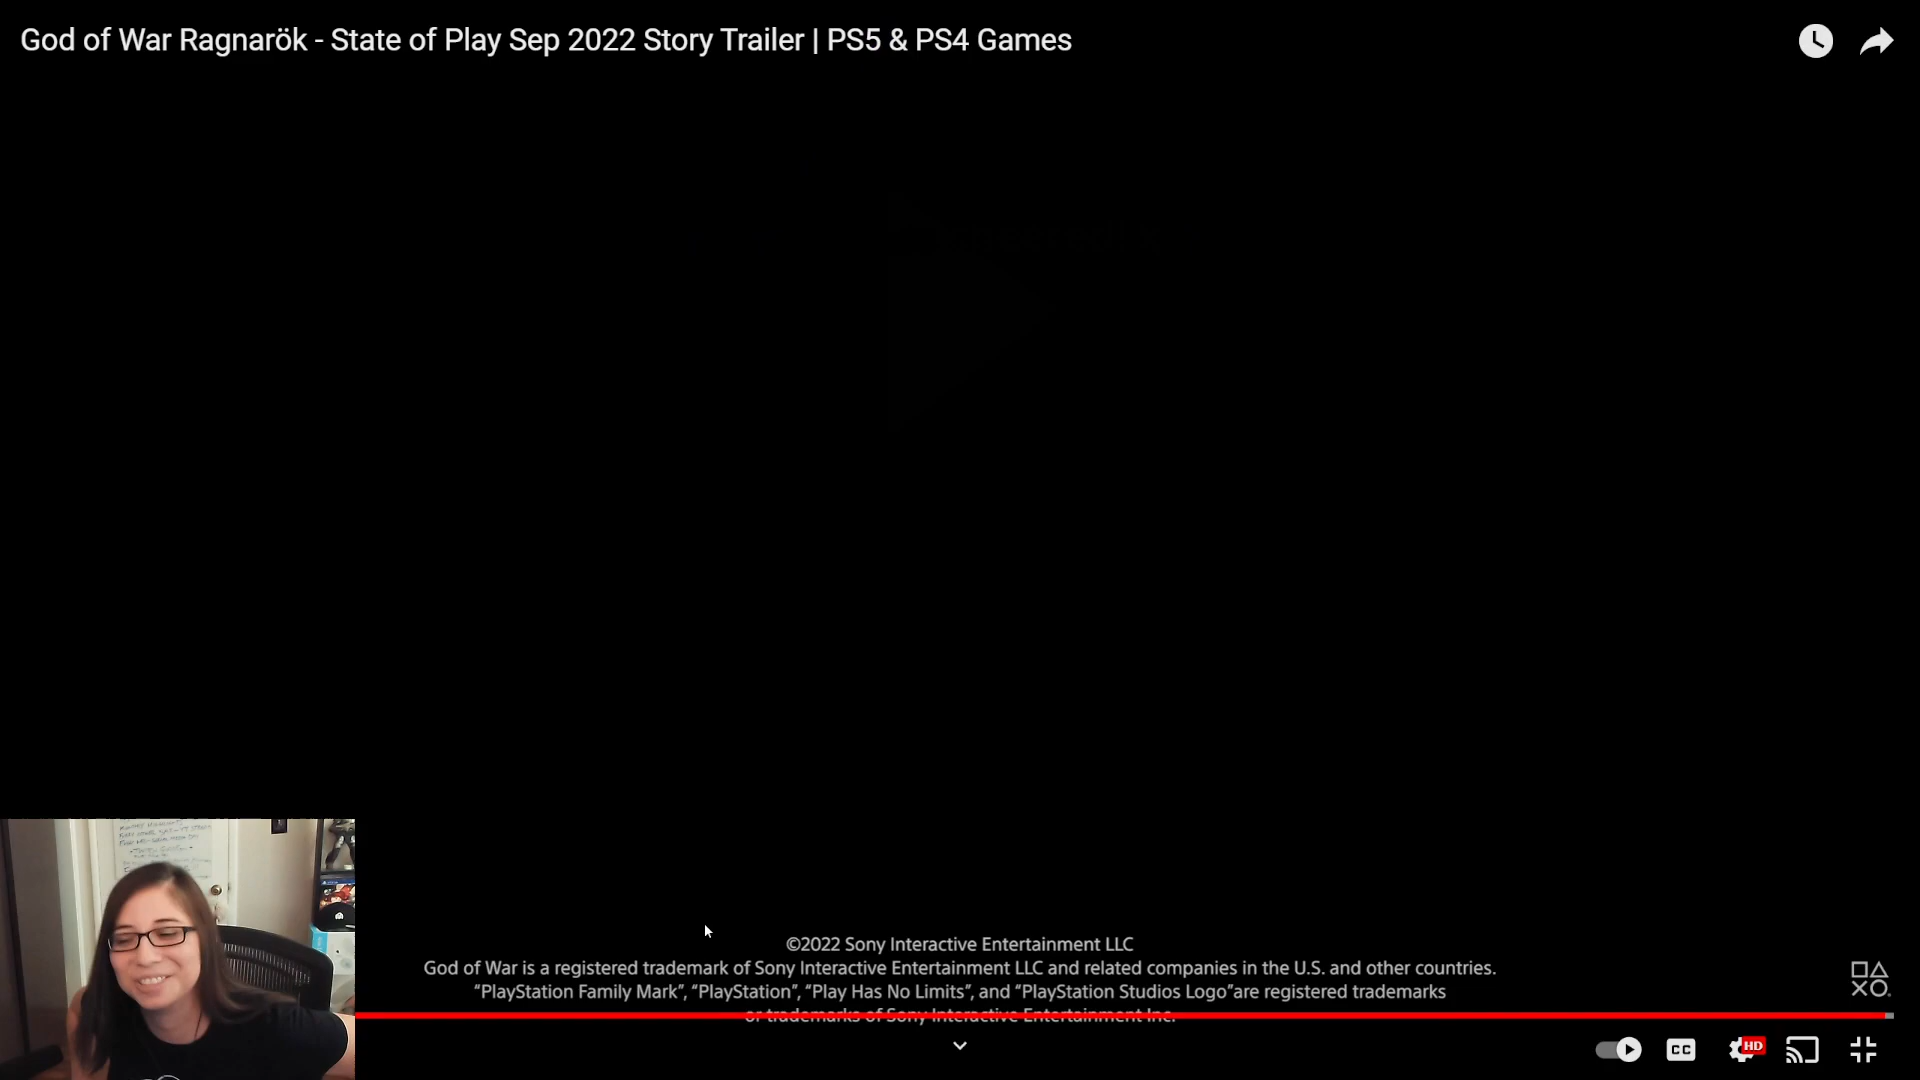 God of War Ragnarök - State of Play Sep 2022 Story Trailer | PS5 & PS4 Games
©2022 Sony Interactive Entertainment LLC
God of War is a registered trademark of Sony Interactive Entertainment LLC and related companies in the U.S. and other countries.
“PlayStation Family Mark”, “PlayStation”, “Play Has No Limits”, and “PlayStation Studios Logo”are registered trademarks
or trademarks of Sony Interactive Entertainment Inc.
CC
HD